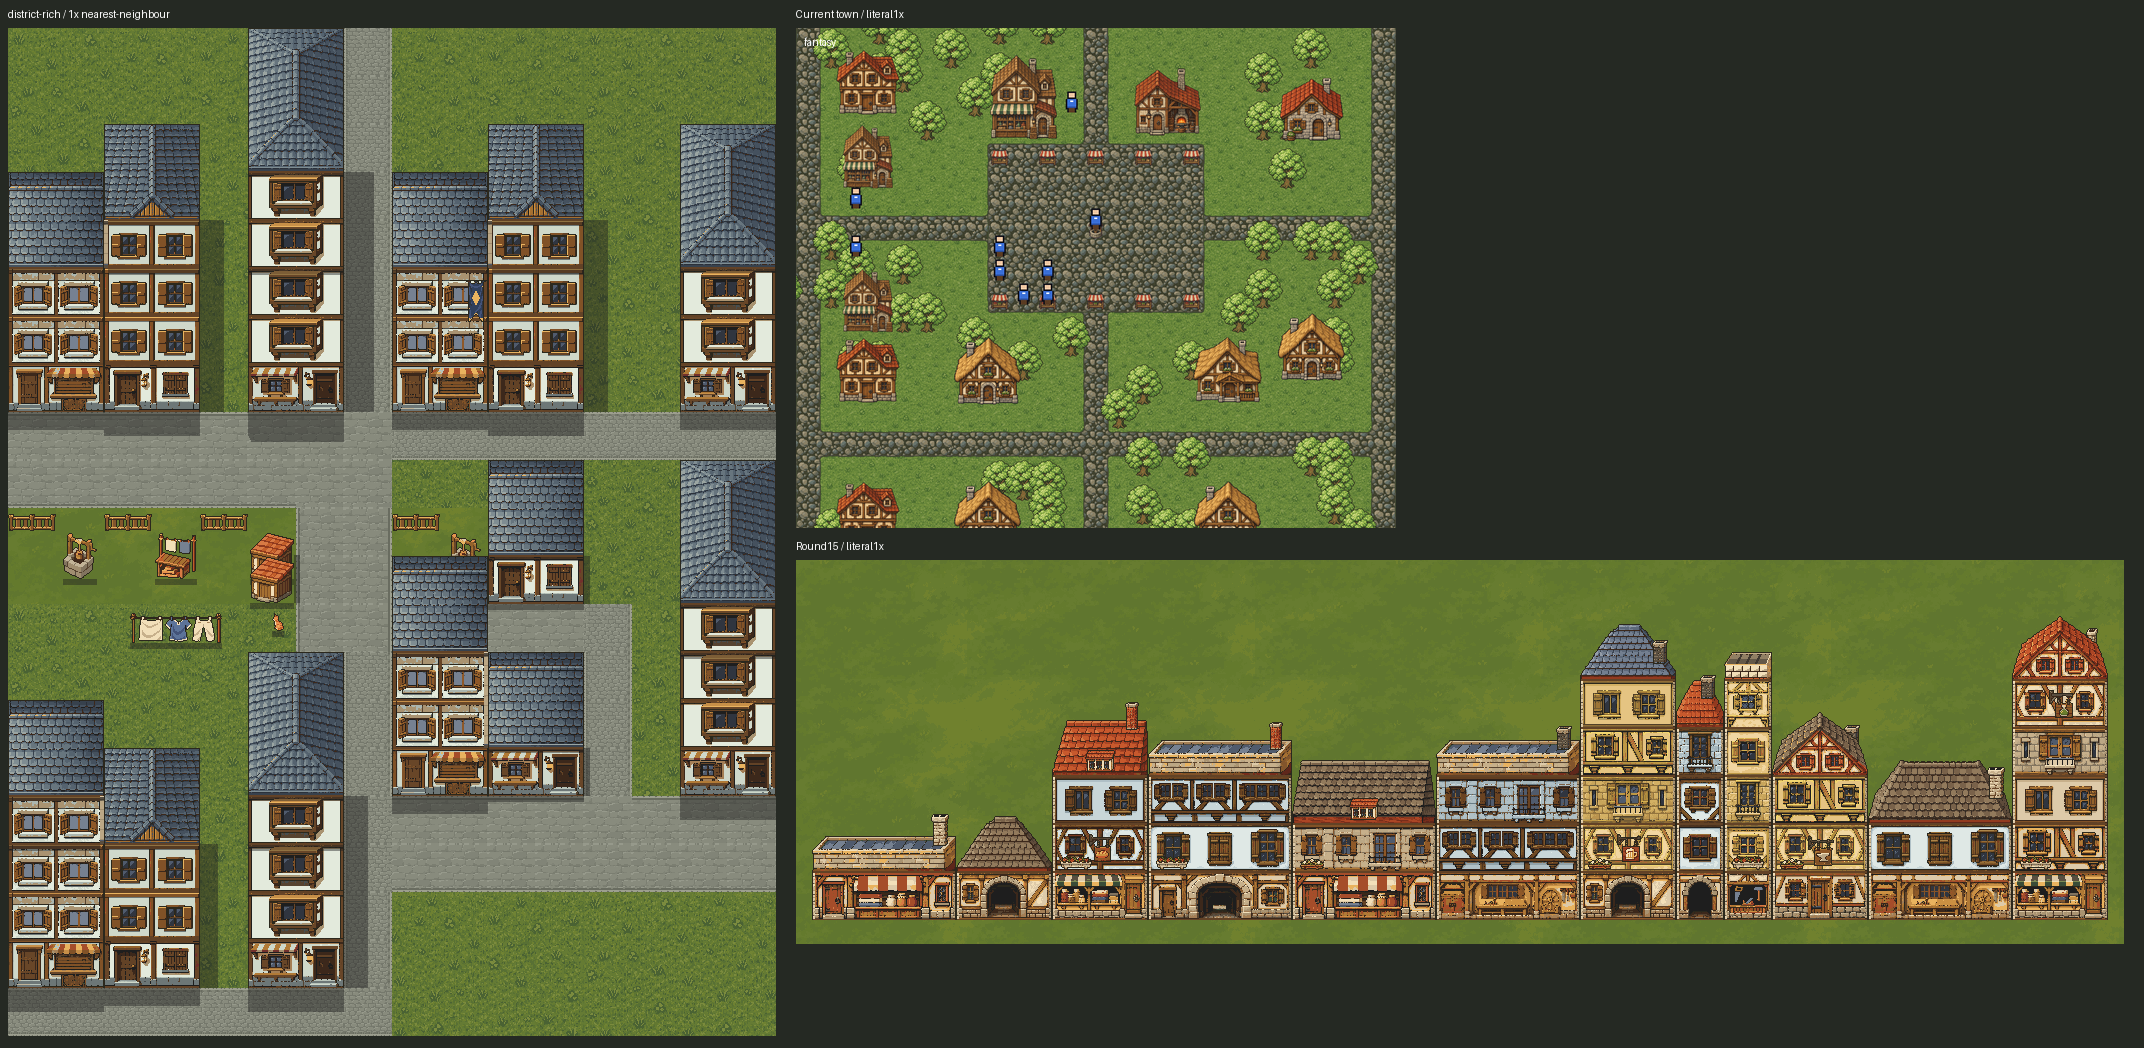 district-rich / 1x nearest-neighbour
Current town / literal1x
fantasy
Round15 / literal1x